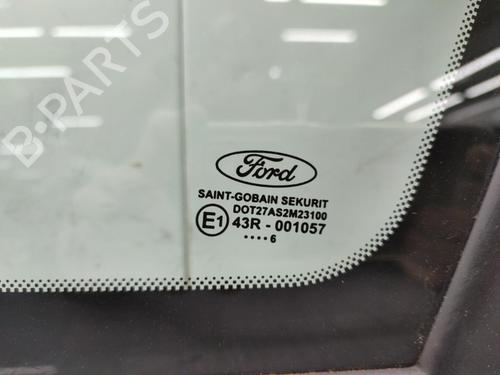 B-PARTS
Ford
SAINT-GOBAIN SEKURIT
DOT27AS2M23100
E1 43R - 001057
.... 6